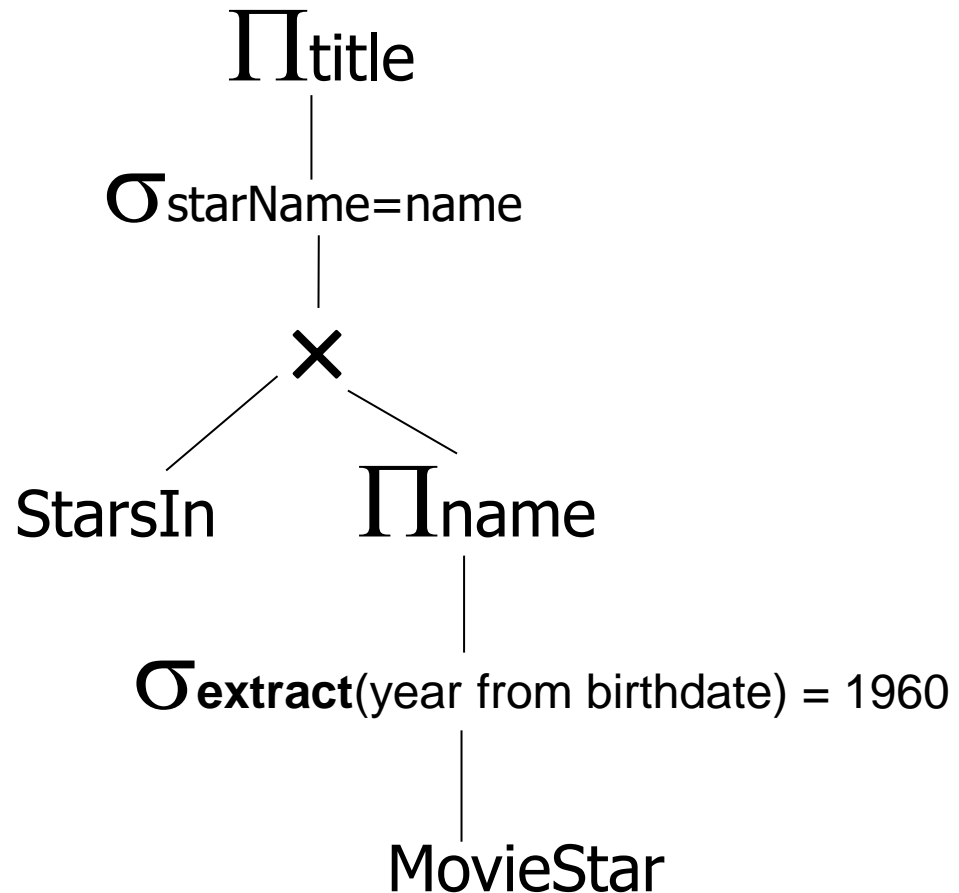 Πtitle
σstarName=name
×
StarsIn Πname
σextract(year from birthdate) = 1960
MovieStar